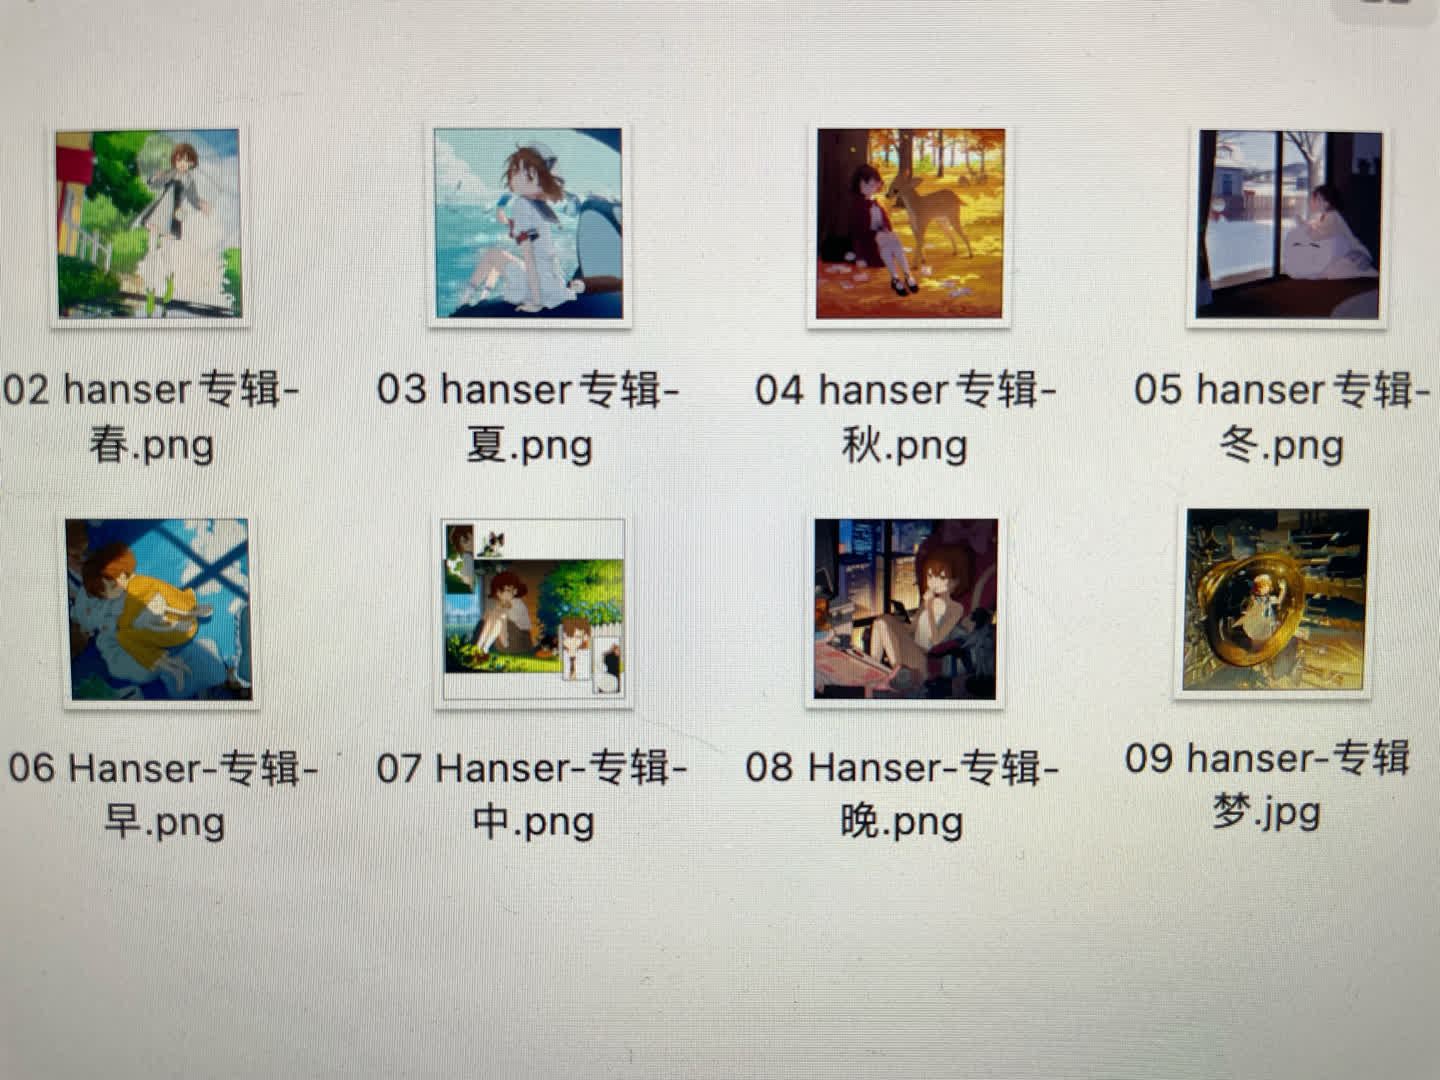 02 hanser专辑-
春.png
03 hanser专辑-
夏.png
04 hanser专辑-
秋.png
05 hanser专辑-
冬.png
06 Hanser-专辑-
早.png
07 Hanser-专辑-
中.png
08 Hanser-专辑-
晚.png
09 hanser-专辑
梦.jpg